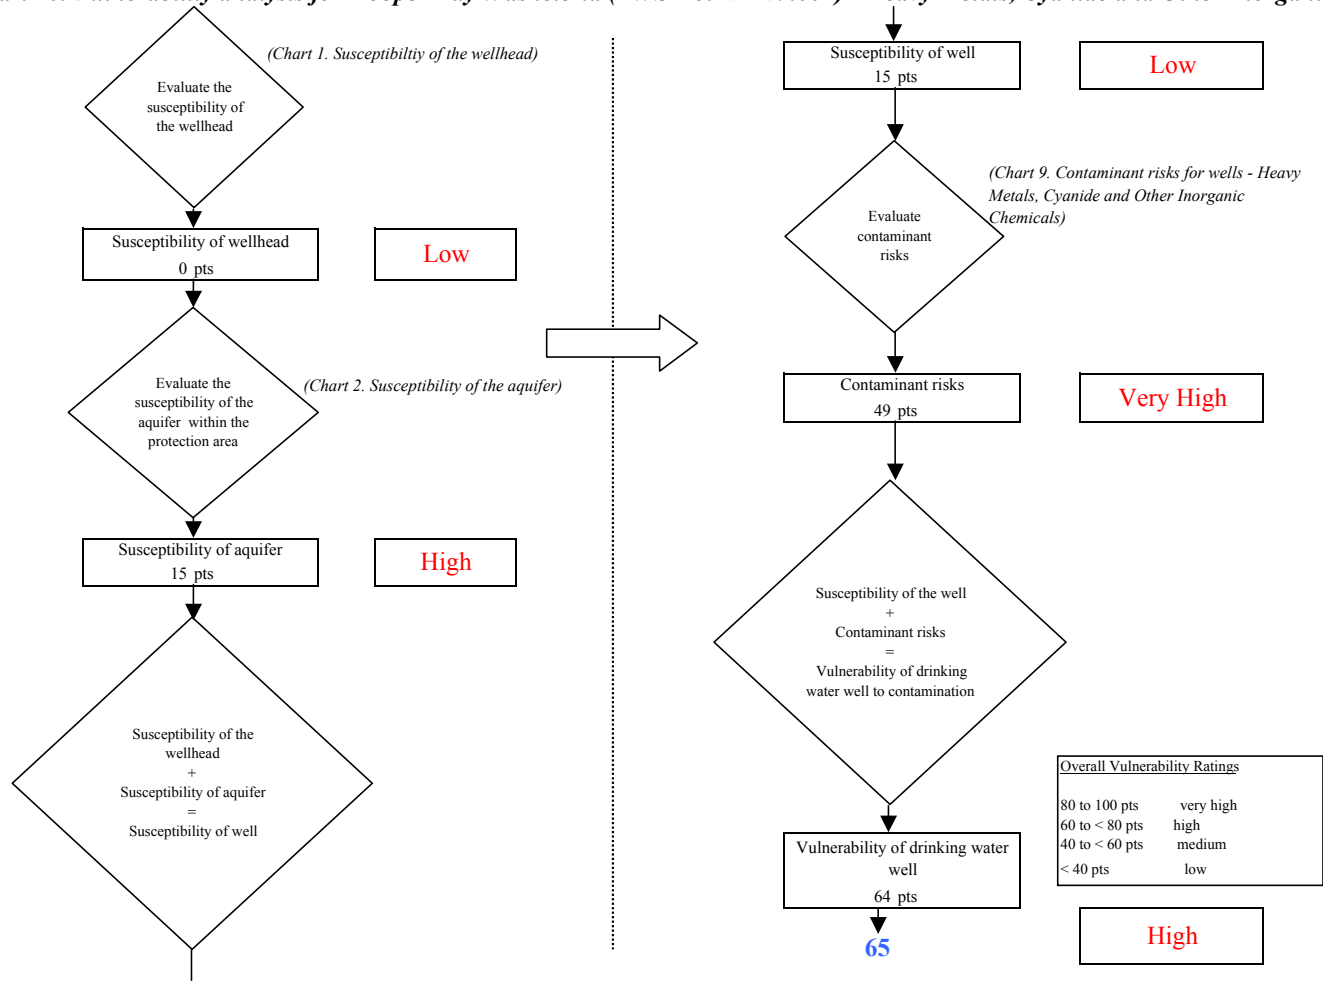 (Chart 1. Susceptibiltiy of the wellhead)
Evaluate the
susceptibility of
the wellhead
Susceptibility of wellhead
0 pts
Low
Evaluate the
susceptibility of the
aquifer within the
protection area
(Chart 2. Susceptibility of the aquifer)
Susceptibility of aquifer
15 pts
High
Susceptibility of the
wellhead
+
Susceptibility of aquifer
=
Susceptibility of well
Susceptibility of well
15 pts
Low
Evaluate
contaminant
risks
(Chart 9. Contaminant risks for wells - Heavy
Metals, Cyanide and Other Inorganic
Chemicals)
Contaminant risks
49 pts
Very High
Susceptibility of the well
+
Contaminant risks
=
Vulnerability of drinking
water well to contamination
Overall Vulnerability Ratings
80 to 100 pts very high
60 to < 80 pts high
40 to < 60 pts medium
< 40 pts low
Vulnerability of drinking water
well
64 pts
65
High